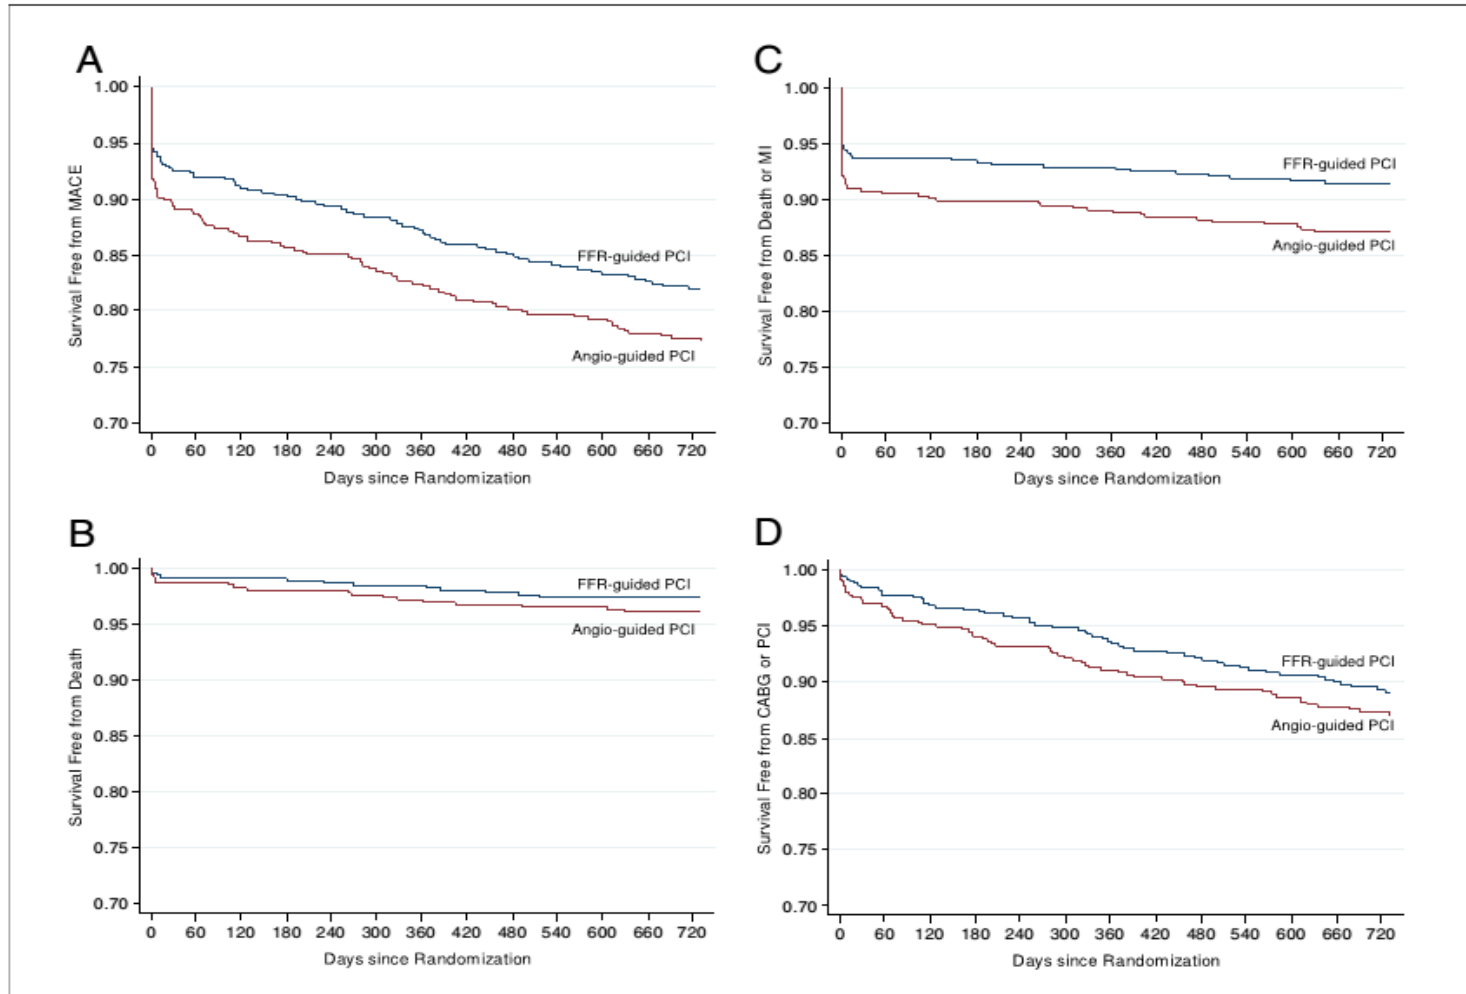 A
Survival Free from MACE
1.00
0.95
0.90
0.85
0.80
0.75
0.70
FFR-guided PCI
Angio-guided PCI
0 60 120 180 240 300 360 420 480 540 600 660 720
Days since Randomization
C
Survival Free from Death or MI
1.00
0.95
0.90
0.85
0.80
0.75
0.70
FFR-guided PCI
Angio-guided PCI
0 60 120 180 240 300 360 420 480 540 600 660 720
Days since Randomization
B
Survival Free from Death
1.00
0.95
0.90
0.85
0.80
0.75
0.70
FFR-guided PCI
Angio-guided PCI
0 60 120 180 240 300 360 420 480 540 600 660 720
Days since Randomization
D
Survival Free from CABG or PCI
1.00
0.95
0.90
0.85
0.80
0.75
0.70
FFR-guided PCI
Angio-guided PCI
0 60 120 180 240 300 360 420 480 540 600 660 720
Days since Randomization